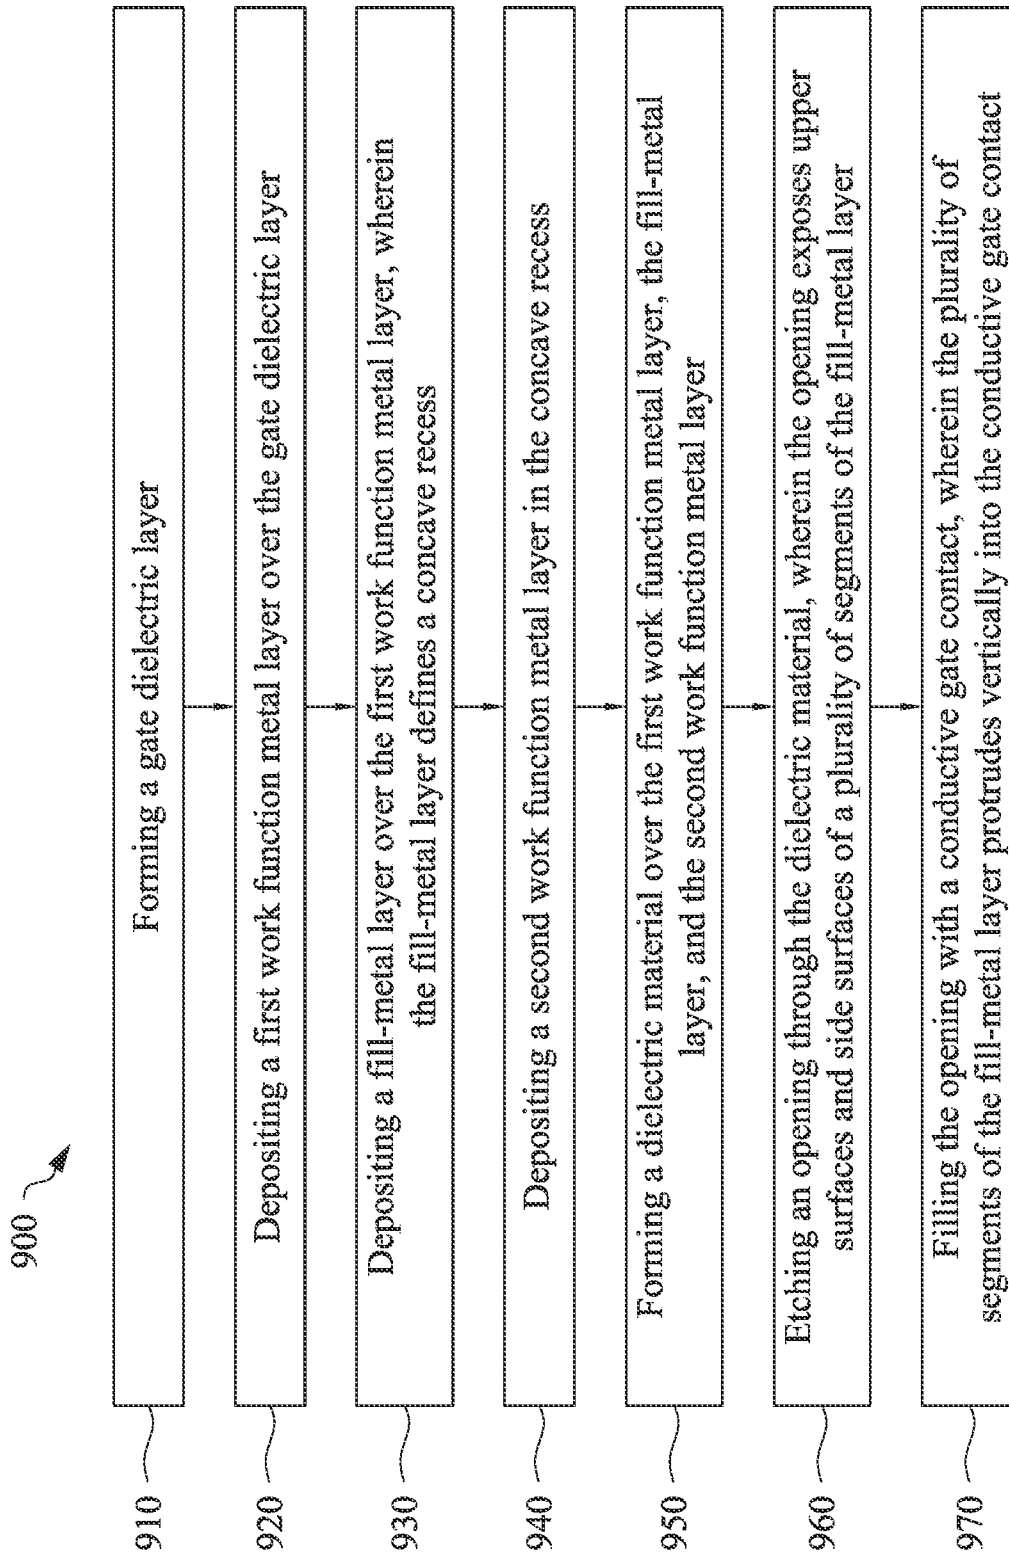 900
910
Forming a gate dielectric layer
920
Depositing a first work function metal layer over the gate dielectric layer
930
Depositing a fill-metal layer over the first work function metal layer, wherein
the fill-metal layer defines a concave recess
940
Depositing a second work function metal layer in the concave recess
950
Forming a dielectric material over the first work function metal layer, the fill-metal
layer, and the second work function metal layer
960
Etching an opening through the dielectric material, wherein the opening exposes upper
surfaces and side surfaces of a plurality of segments of the fill-metal layer
970
Filling the opening with a conductive gate contact, wherein the plurality of
segments of the fill-metal layer protrudes vertically into the conductive gate contact